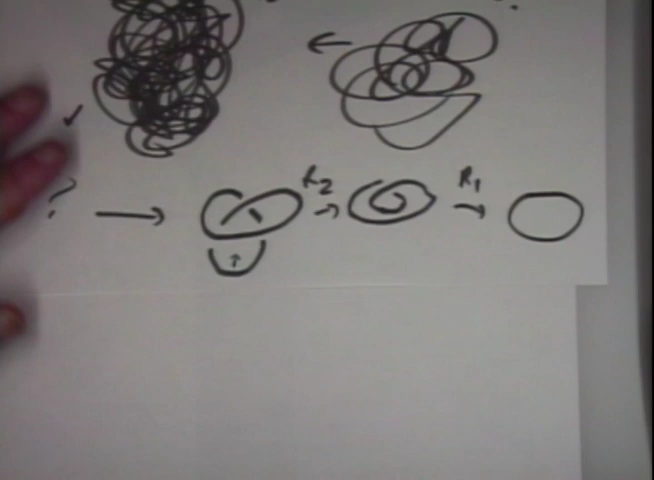 ? → R2 → R1 →